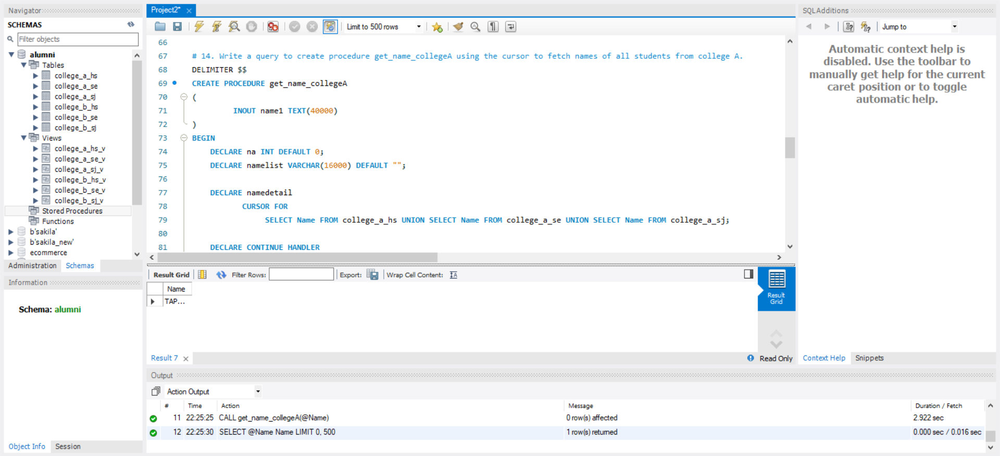 Navigator
SCHEMAS
Filter objects
alumni
Tables
college_a_hs
college_a_se
college_a_sj
college_b_hs
college_b_se
college_b_sj
Views
college_a_hs_v
college_a_se_v
college_a_sj_v
college_b_hs_v
college_b_se_v
college_b_sj_v
Stored Procedures
Functions
b'sakila'
b'sakila_new'
ecommerce
Administration Schemas
Information
Schema: alumni
Object Info Session
Project2*
Limit to 500 rows
66
67 # 14. Write a query to create procedure get_name_collegeA using the cursor to fetch names of all students from college A.
68 DELIMITER $$
69 CREATE PROCEDURE get_name_collegeA
70 (
71 INOUT name1 TEXT(40000)
72 )
73 BEGIN
74 DECLARE na INT DEFAULT 0;
75 DECLARE namelist VARCHAR(16000) DEFAULT "";
76
77 DECLARE namedetail
78 CURSOR FOR
79 SELECT Name FROM college_a_hs UNION SELECT Name FROM college_a_se UNION SELECT Name FROM college_a_sj;
80
81 DECLARE CONTINUE HANDLER
Result Grid Filter Rows: Export: Wrap Cell Content:
Name
TAP...
Result
Grid
Result 7 Read Only
SQLAdditions
Jump to
Automatic context help is
disabled. Use the toolbar to
manually get help for the current
caret position or to toggle
automatic help.
Context Help Snippets
Output
Action Output
# Time Action Message Duration / Fetch
11 22:25:25 CALL get_name_collegeA(@Name) 0 row(s) affected 2.922 sec
12 22:25:30 SELECT @Name Name LIMIT 0, 500 1 row(s) returned 0.000 sec / 0.016 sec